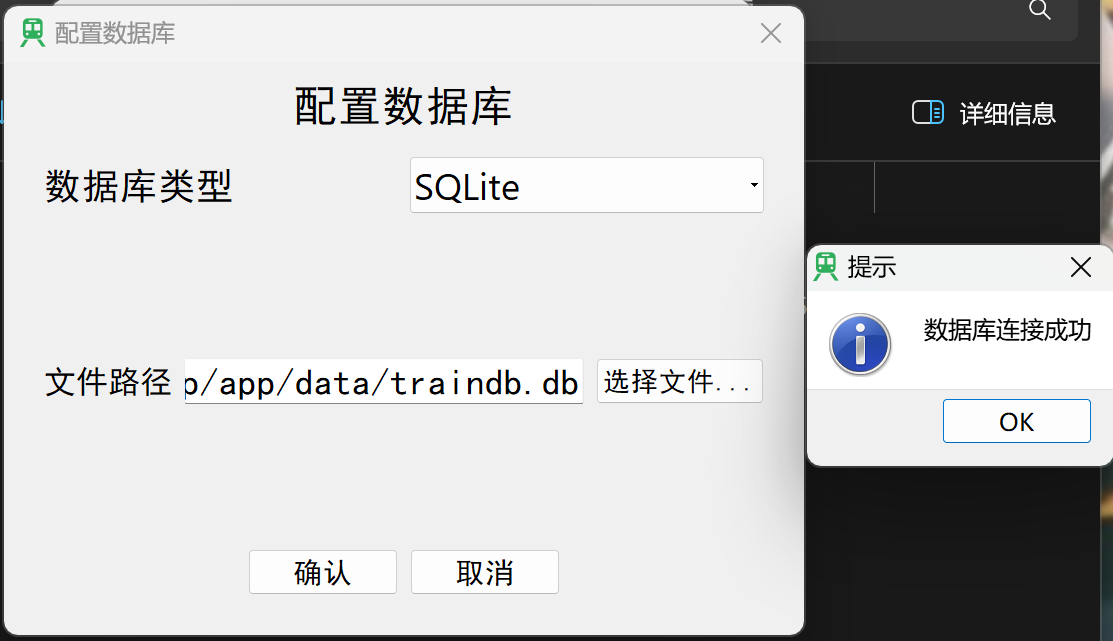 配置数据库
配置数据库
数据库类型
SQLite
文件路径
p/app/data/traindb.db
选择文件...
确认
取消
详细信息
提示
数据库连接成功
OK